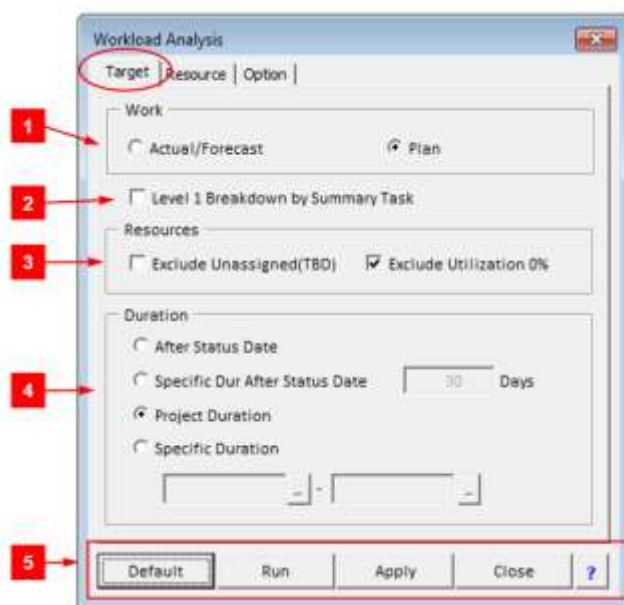 Workload Analysis
Target Resource Option
Work
1
Actual/Forecast Plan
2 Level 1 Breakdown by Summary Task
Resources
3 Exclude Unassigned(TBD) Exclude Utilization 0%
Duration
After Status Date
4 Specific Dur After Status Date 30 Days
Project Duration
Specific Duration
-
5 Default Run Apply Close ?